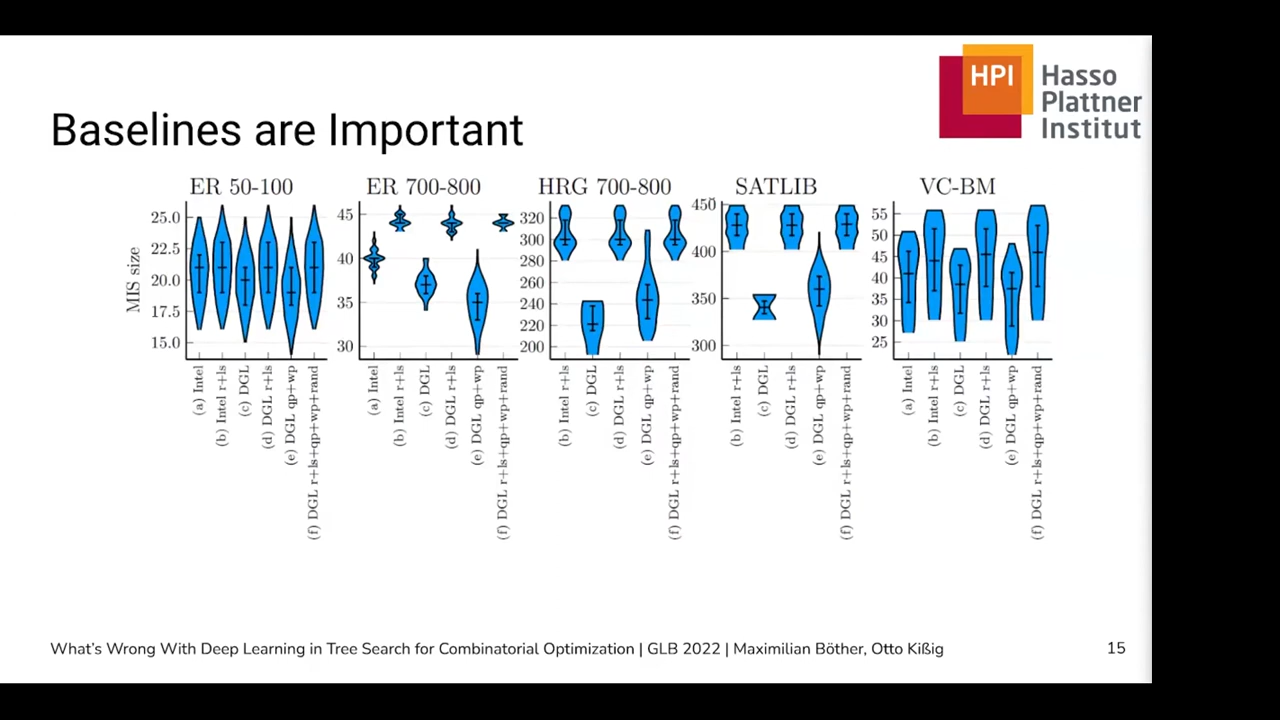 HPI Hasso
Plattner
Institut
Baselines are Important
ER 50-100
MIS size
25.0
22.5
20.0
17.5
15.0
(a) Intel
(b) Intel r+ls
(c) DGL
(d) DGL r+ls
(e) DGL qp+wp
(f) DGL r+ls+qp+wp+rand
ER 700-800
45
40
35
30
(a) Intel
(b) Intel r+ls
(c) DGL
(d) DGL r+ls
(e) DGL qp+wp
(f) DGL r+ls+qp+wp+rand
HRG 700-800
320
300
280
260
240
220
200
(b) Intel r+ls
(c) DGL
(d) DGL r+ls
(e) DGL qp+wp
(f) DGL r+ls+qp+wp+rand
SATLIB
450
400
350
300
(b) Intel r+ls
(c) DGL
(d) DGL r+ls
(e) DGL qp+wp
(f) DGL r+ls+qp+wp+rand
VC-BM
55
50
45
40
35
30
25
(a) Intel
(b) Intel r+ls
(c) DGL
(d) DGL r+ls
(e) DGL qp+wp
(f) DGL r+ls+qp+wp+rand
What's Wrong With Deep Learning in Tree Search for Combinatorial Optimization | GLB 2022 | Maximilian Böther, Otto Kißig
15